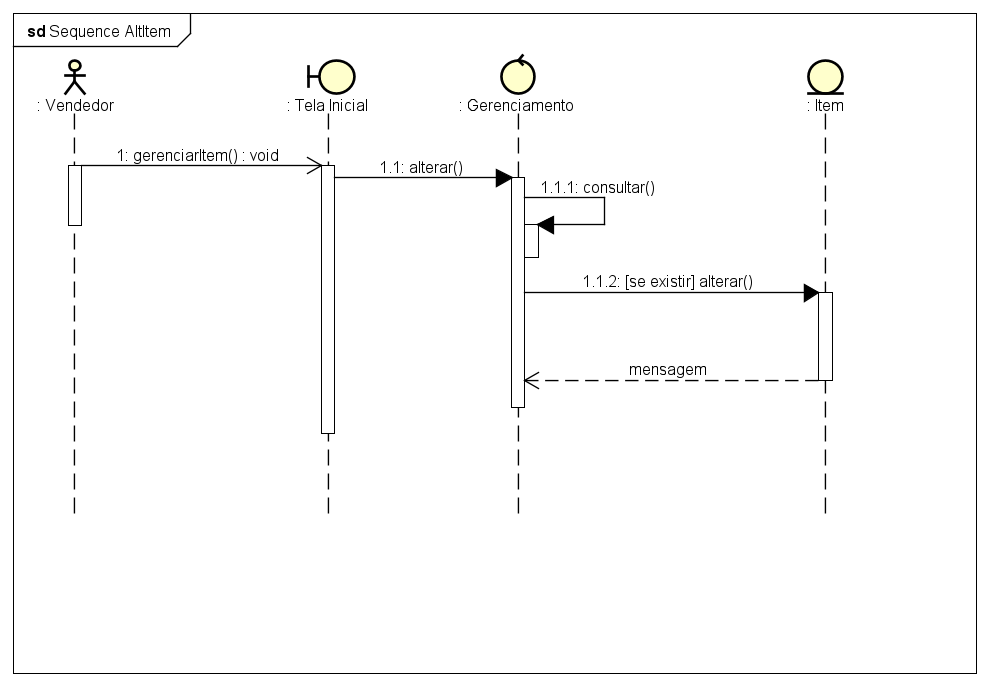 sd Sequence AltItem
: Vendedor
: Tela Inicial
: Gerenciamento
: Item
1: gerenciarItem() : void
1.1: alterar()
1.1.1: consultar()
1.1.2: [se existir] alterar()
mensagem